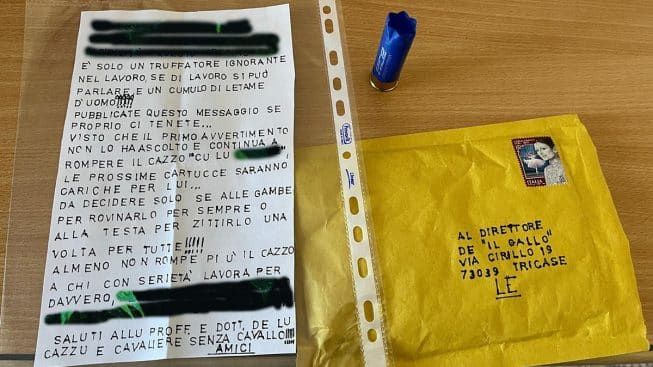 È SOLO UN TRUFFATORE IGNORANTE
NEL LAVORO, SE DI LAVORO SI PUÒ
PARLARE, E UN CUMULO DI LETAME
D'UOMO!!!!!
PUBBLICATE QUESTO MESSAGGIO SE
PROPRIO CI TENETE...
VISTO CHE IL PRIMO AVVERTIMENTO
NON LO HA ASCOLTO E CONTINUA A
ROMPERE IL CAZZO "CU LU
LE PROSSIME CARTUCCE SARANNO
CARICHE PER LUI...
DA DECIDERE SOLO SE ALLE GAMBE
PER ROVINARLO PER SEMPRE O
ALLA TESTA PER ZITTIRLO UNA
VOLTA PER TUTTE!!!!!
ALMENO NON ROMPE PIÙ IL CAZZO
A CHI CON SERIETÀ LAVORA PER
DAVVERO,
SALUTI ALLU PROFF. E DOTT. DE LU
CAZZU E CAVALIERE SENZA CAVALLO!!!!
AMICI
ITALIA
AL DIRETTORE
DE "IL GALLO"
VIA CIRILLO 19
73039 TRICASE
LE